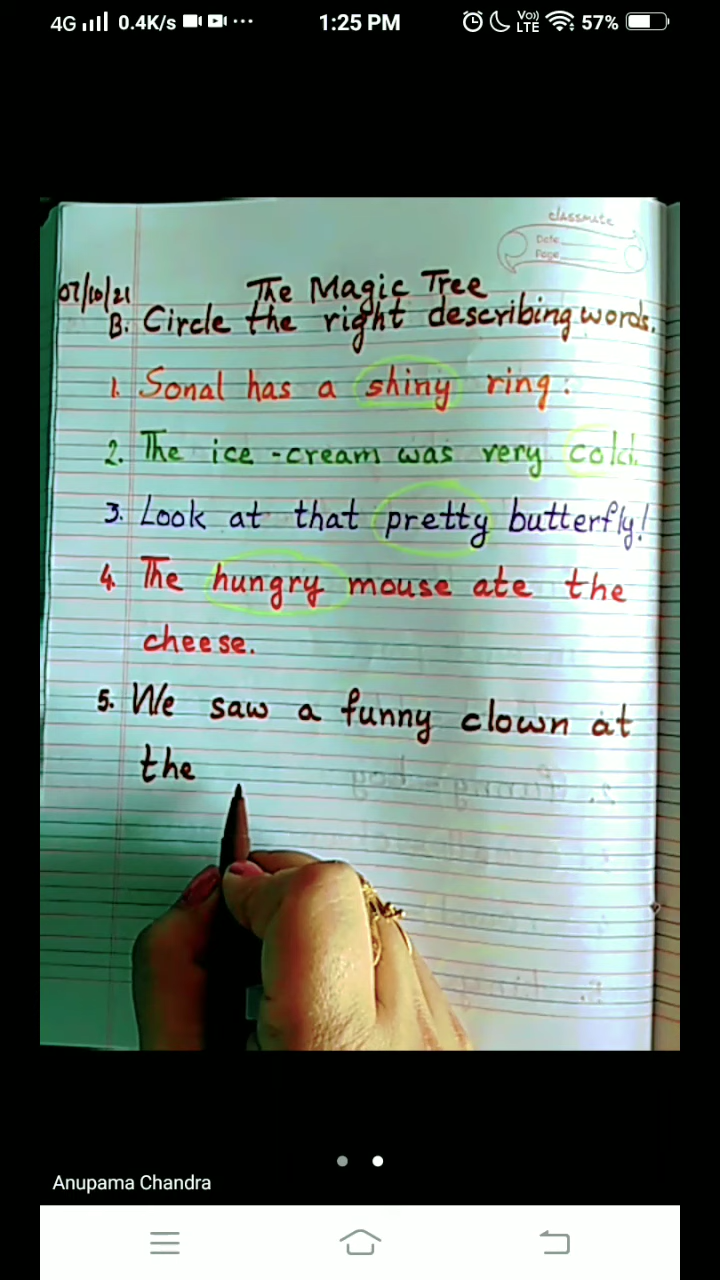 4G 0.4K/s ... 1:25 PM Vo) LTE 57%
classmate
Date
Page
07/10/21 The Magic Tree
B. Circle the right describing words.
1. Sonal has a shiny ring.
2. The ice-cream was very cold.
3. Look at that pretty butterfly!
4. The hungry mouse ate the
cheese.
5. We saw a funny clown at
the
Anupama Chandra